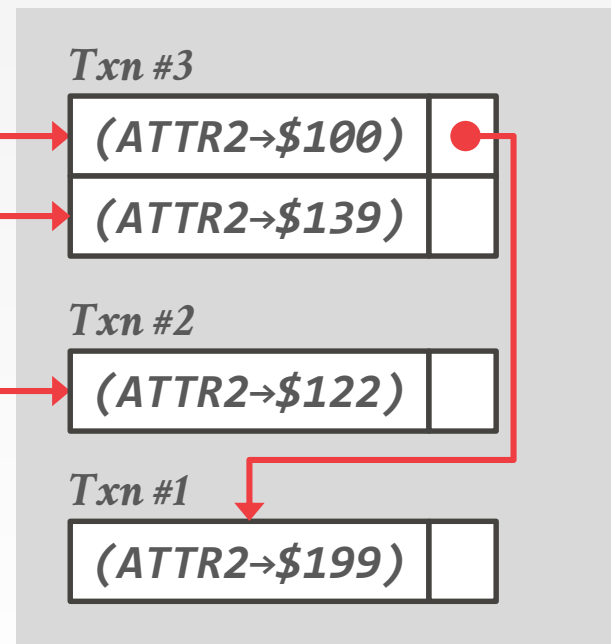 Txn #3
(ATTR2→$100)
(ATTR2→$139)
Txn #2
(ATTR2→$122)
Txn #1
(ATTR2→$199)